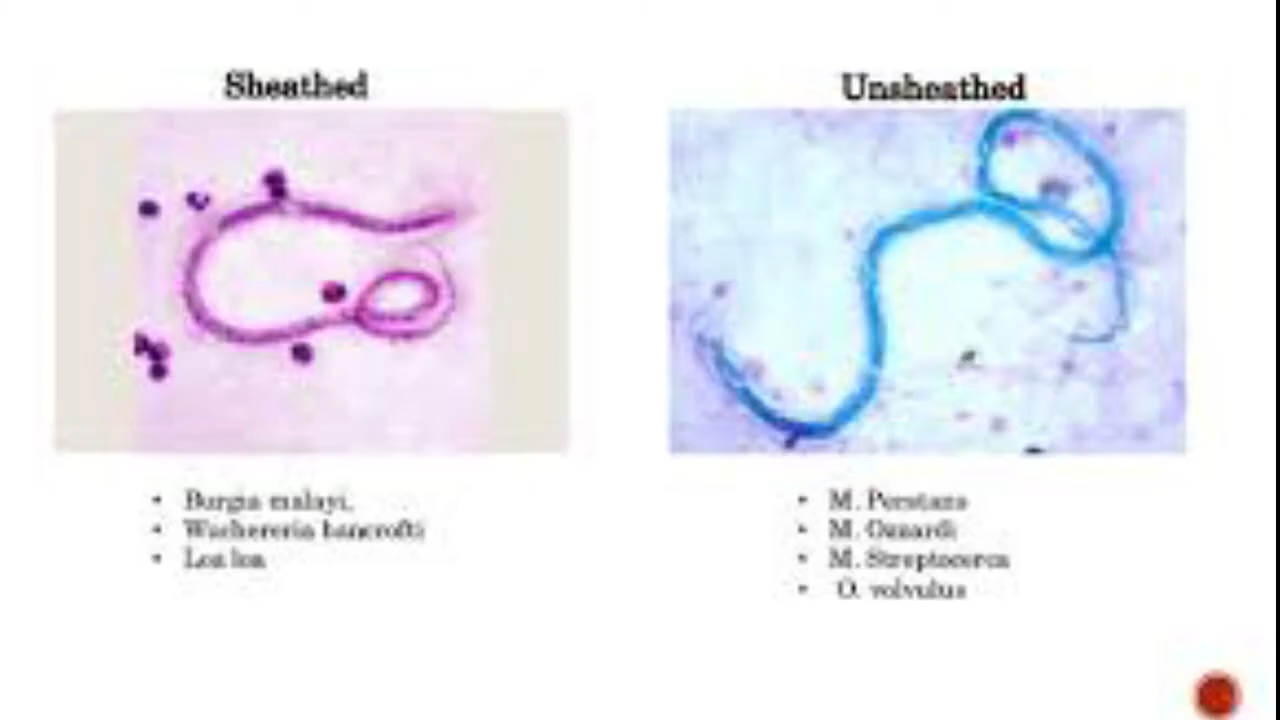 Sheathed
Unsheathed
• Burgia malayi,
• Wuchereria bancrofti
• Loa loa
• M. Perstans
• M. Ozzardi
• M. Streptocerca
• O. volvulus